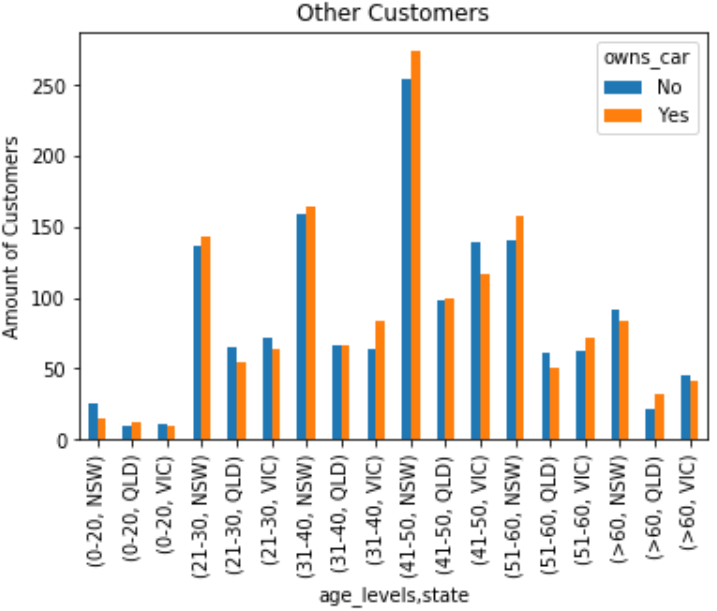 Other Customers
owns_car
No
Yes
Amount of Customers
250
200
150
100
50
0
(0-20, NSW)
(0-20, QLD)
(0-20, VIC)
(21-30, NSW)
(21-30, QLD)
(21-30, VIC)
(31-40, NSW)
(31-40, QLD)
(31-40, VIC)
(41-50, NSW)
(41-50, QLD)
(41-50, VIC)
(51-60, NSW)
(51-60, QLD)
(51-60, VIC)
(>60, NSW)
(>60, QLD)
(>60, VIC)
age_levels,state